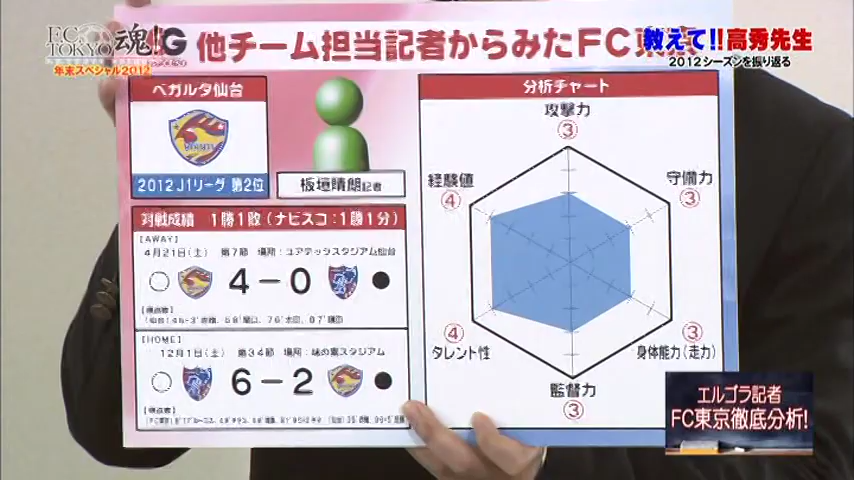 FC TOKYO 魂!
年末スペシャル2012
他チーム担当記者からみたFC東京
教えて!!高秀先生
2012シーズンを振り返る
ベガルタ仙台
2012 J1リーグ 第2位
板垣晴朗記者
対戦成績 1勝1敗(ナビスコ:1勝1分)
【AWAY】
4月21日(土) 第7節 場所:ユアテックスタジアム仙台
○ 4-0 ●
【得点者】
【HOME】
12月1日(土) 第34節 場所:味の素スタジアム
○ 6-2 ●
【得点者】
分析チャート
攻撃力
③
守備力
③
身体能力(走力)
③
監督力
③
タレント性
④
経験値
④
エルゴラ記者
FC東京徹底分析!